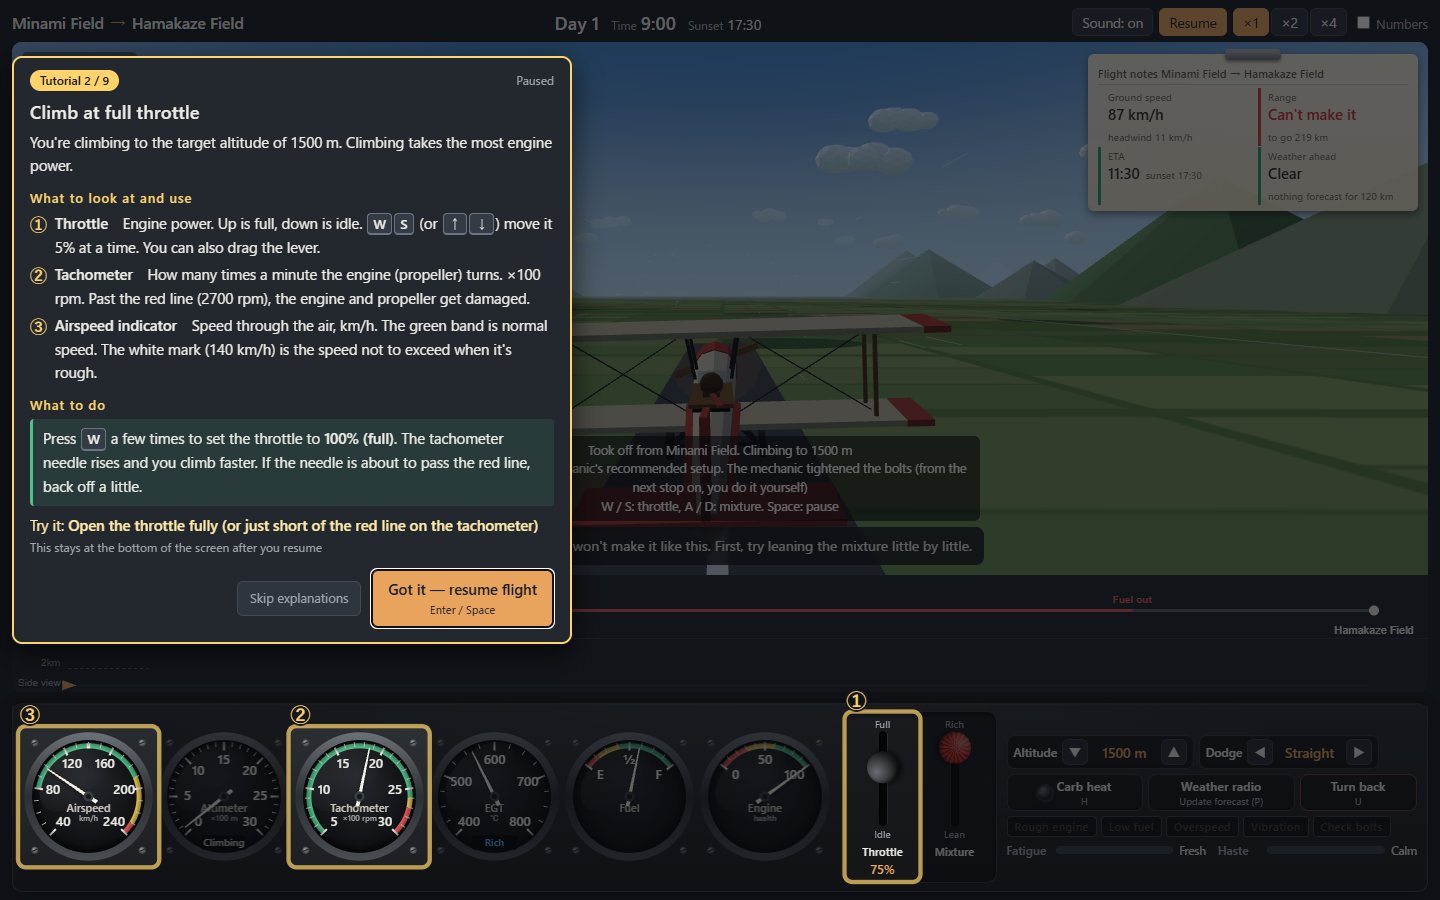 Minami Field → Hamakaze Field
Day 1 Time 9:00 Sunset 17:30
Sound: on Resume ×1 ×2 ×4 Numbers
Tutorial 2 / 9
Paused
Climb at full throttle
You're climbing to the target altitude of 1500 m. Climbing takes the most engine
power.
What to look at and use
① Throttle Engine power. Up is full, down is idle. W S (or ↑ ↓) move it
5% at a time. You can also drag the lever.
② Tachometer How many times a minute the engine (propeller) turns. ×100
rpm. Past the red line (2700 rpm), the engine and propeller get damaged.
③ Airspeed indicator Speed through the air, km/h. The green band is normal
speed. The white mark (140 km/h) is the speed not to exceed when it's
rough.
What to do
Press W a few times to set the throttle to 100% (full). The tachometer
needle rises and you climb faster. If the needle is about to pass the red line,
back off a little.
Try it: Open the throttle fully (or just short of the red line on the tachometer)
This stays at the bottom of the screen after you resume
Skip explanations
Got it — resume flight
Enter / Space
Flight notes Minami Field → Hamakaze Field
Ground speed
87 km/h
headwind 11 km/h
Range
Can't make it
to go 219 km
ETA
11:30 sunset 17:30
Weather ahead
Clear
nothing forecast for 120 km
Took off from Minami Field. Climbing to 1500 m
anic's recommended setup. The mechanic tightened the bolts (from the
next stop on, you do it yourself)
W / S: throttle, A / D: mixture. Space: pause
won't make it like this. First, try leaning the mixture little by little.
Fuel out
Hamakaze Field
2km
Side view
③
80 120 160 200
Airspeed
km/h
40 240
0 5 10 15 20 25 30
Altimeter
×100 m
Climbing
②
10 15 20 25
Tachometer
×100 rpm
5 30
500 600 700
EGT
°C
400 800
Rich
E ½ F
Fuel
0 50 100
Engine
health
①
Full
Idle
Throttle
75%
Rich
Lean
Mixture
Altitude ▼ 1500 m ▲
Dodge ◀ Straight ▶
Carb heat
H
Weather radio
Update forecast (P)
Turn back
U
Rough engine Low fuel Overspeed Vibration Check bolts
Fatigue Fresh Haste Calm